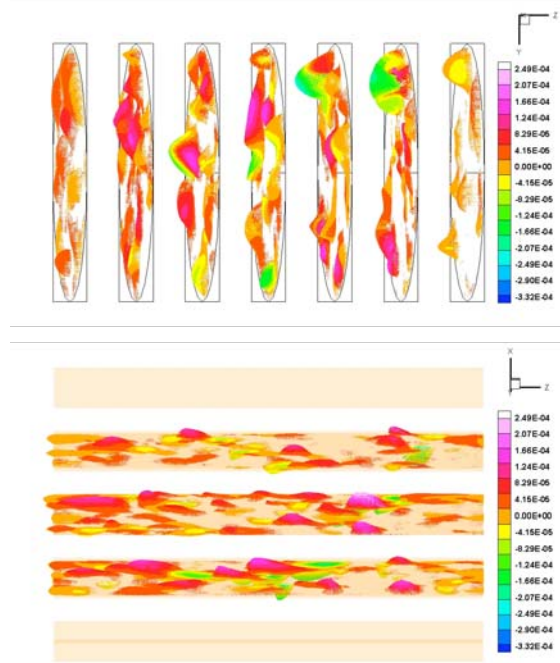 Z
Y
2.49E-04
2.07E-04
1.66E-04
1.24E-04
8.29E-05
4.15E-05
0.00E+00
-4.15E-05
-8.29E-05
-1.24E-04
-1.66E-04
-2.07E-04
-2.49E-04
-2.90E-04
-3.32E-04
X
Z
2.49E-04
2.07E-04
1.66E-04
1.24E-04
8.29E-05
4.15E-05
0.00E+00
-4.15E-05
-8.29E-05
-1.24E-04
-1.66E-04
-2.07E-04
-2.49E-04
-2.90E-04
-3.32E-04